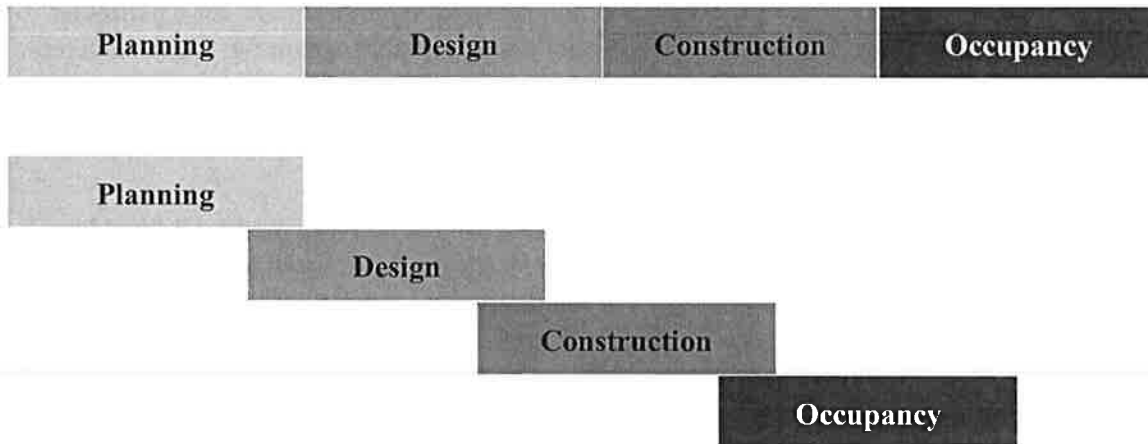 Planning Design Construction Occupancy
Planning
Design
Construction
Occupancy